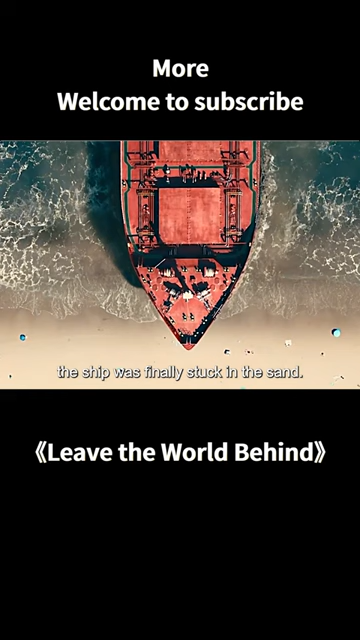 More
Welcome to subscribe
the ship was finally stuck in the sand.
《Leave the World Behind》